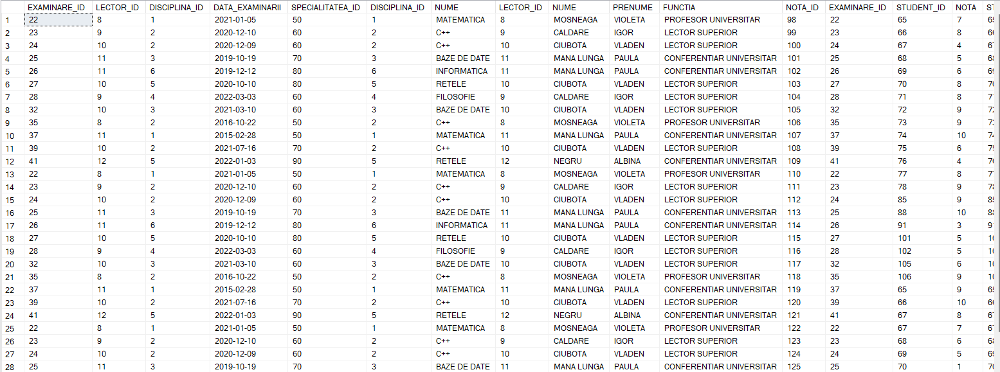 EXAMINARE_ID LECTOR_ID DISCIPLINA_ID DATA_EXAMINARII SPECIALITATEA_ID DISCIPLINA_ID NUME LECTOR_ID NUME PRENUME FUNCTIA NOTA_ID EXAMINARE_ID STUDENT_ID NOTA
1 22 8 1 2021-01-05 50 1 MATEMATICA 8 MOSNEAGA VIOLETA PROFESOR UNIVERSITAR 98 22 65 7
2 23 9 2 2020-12-10 60 2 C++ 9 CALDARE IGOR LECTOR SUPERIOR 99 23 66 8
3 24 10 2 2020-12-09 60 2 C++ 10 CIUBOTA VLADEN LECTOR SUPERIOR 100 24 67 4
4 25 11 3 2019-10-19 70 3 BAZE DE DATE 11 MANA LUNGA PAULA CONFERENTIAR UNIVERSITAR 101 25 68 5
5 26 11 6 2019-12-12 80 6 INFORMATICA 11 MANA LUNGA PAULA CONFERENTIAR UNIVERSITAR 102 26 69 6
6 27 10 5 2020-10-10 80 5 RETELE 10 CIUBOTA VLADEN LECTOR SUPERIOR 103 27 70 8
7 28 9 4 2022-03-03 60 4 FILOSOFIE 9 CALDARE IGOR LECTOR SUPERIOR 104 28 71 8
8 32 10 3 2021-03-10 60 3 BAZE DE DATE 10 CIUBOTA VLADEN LECTOR SUPERIOR 105 32 72 9
9 35 8 2 2016-10-22 50 2 C++ 8 MOSNEAGA VIOLETA PROFESOR UNIVERSITAR 106 35 73 9
10 37 11 1 2015-02-28 50 1 MATEMATICA 11 MANA LUNGA PAULA CONFERENTIAR UNIVERSITAR 107 37 74 10
11 39 10 2 2021-07-16 70 2 C++ 10 CIUBOTA VLADEN LECTOR SUPERIOR 108 39 75 6
12 41 12 5 2022-01-03 90 5 RETELE 12 NEGRU ALBINA CONFERENTIAR UNIVERSITAR 109 41 76 4
13 22 8 1 2021-01-05 50 1 MATEMATICA 8 MOSNEAGA VIOLETA PROFESOR UNIVERSITAR 110 22 77 8
14 23 9 2 2020-12-10 60 2 C++ 9 CALDARE IGOR LECTOR SUPERIOR 111 23 78 9
15 24 10 2 2020-12-09 60 2 C++ 10 CIUBOTA VLADEN LECTOR SUPERIOR 112 24 85 9
16 25 11 3 2019-10-19 70 3 BAZE DE DATE 11 MANA LUNGA PAULA CONFERENTIAR UNIVERSITAR 113 25 88 10
17 26 11 6 2019-12-12 80 6 INFORMATICA 11 MANA LUNGA PAULA CONFERENTIAR UNIVERSITAR 114 26 91 3
18 27 10 5 2020-10-10 80 5 RETELE 10 CIUBOTA VLADEN LECTOR SUPERIOR 115 27 101 5
19 28 9 4 2022-03-03 60 4 FILOSOFIE 9 CALDARE IGOR LECTOR SUPERIOR 116 28 102 5
20 32 10 3 2021-03-10 60 3 BAZE DE DATE 10 CIUBOTA VLADEN LECTOR SUPERIOR 117 32 105 6
21 35 8 2 2016-10-22 50 2 C++ 8 MOSNEAGA VIOLETA PROFESOR UNIVERSITAR 118 35 106 9
22 37 11 1 2015-02-28 50 1 MATEMATICA 11 MANA LUNGA PAULA CONFERENTIAR UNIVERSITAR 119 37 65 9
23 39 10 2 2021-07-16 70 2 C++ 10 CIUBOTA VLADEN LECTOR SUPERIOR 120 39 66 10
24 41 12 5 2022-01-03 90 5 RETELE 12 NEGRU ALBINA CONFERENTIAR UNIVERSITAR 121 41 67 8
25 22 8 1 2021-01-05 50 1 MATEMATICA 8 MOSNEAGA VIOLETA PROFESOR UNIVERSITAR 122 22 67 7
26 23 9 2 2020-12-10 60 2 C++ 9 CALDARE IGOR LECTOR SUPERIOR 123 23 68 6
27 24 10 2 2020-12-09 60 2 C++ 10 CIUBOTA VLADEN LECTOR SUPERIOR 124 24 69 5
28 25 11 3 2019-10-19 70 3 BAZE DE DATE 11 MANA LUNGA PAULA CONFERENTIAR UNIVERSITAR 125 25 70 1